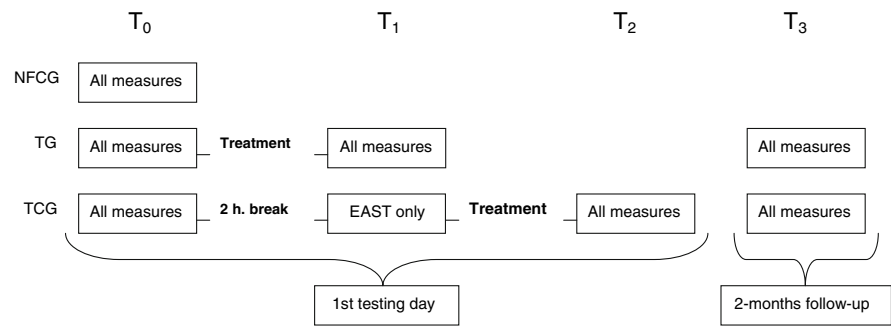 T0 T1 T2 T3
NFCG All measures
TG All measures Treatment All measures All measures
TCG All measures 2 h. break EAST only Treatment All measures All measures
1st testing day 2-months follow-up